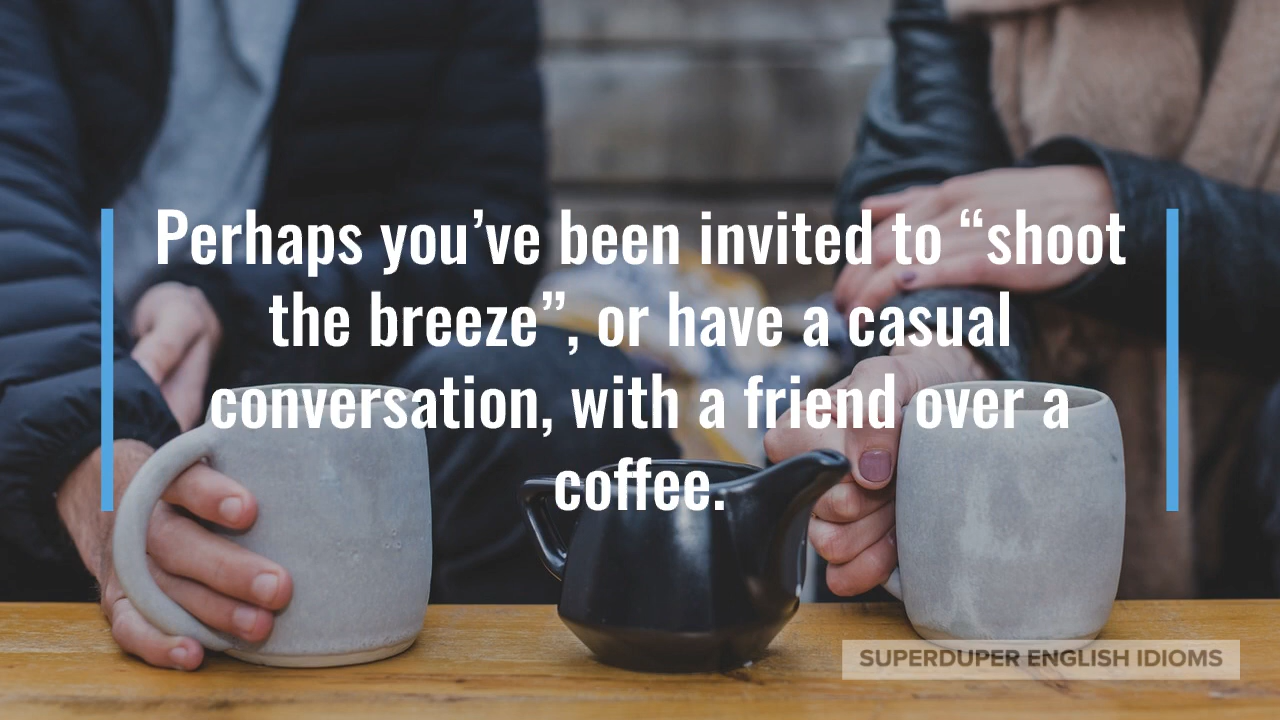 Perhaps you’ve been invited to “shoot
the breeze”, or have a casual
conversation, with a friend over a
coffee.
SUPERDUPER ENGLISH IDIOMS